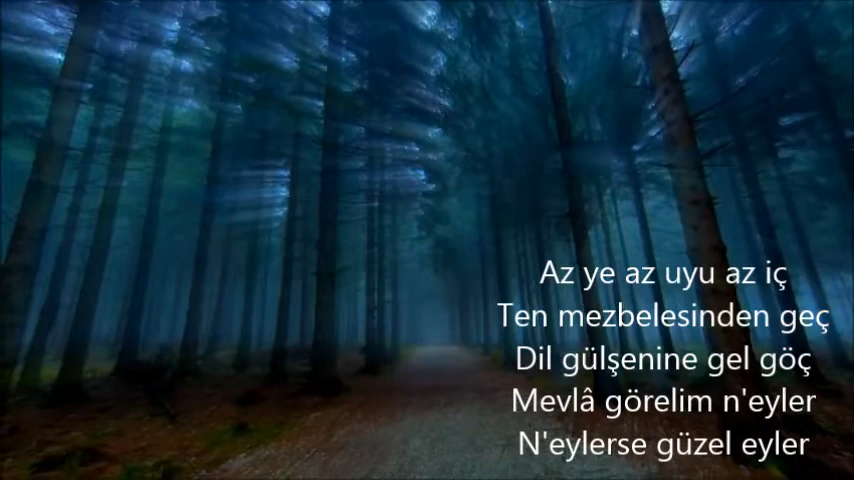 Az ye az uyu az iç
Ten mezbelesinden geç
Dil gülşenine gel göç
Mevlâ görelim n'eyler
N'eylerse güzel eyler